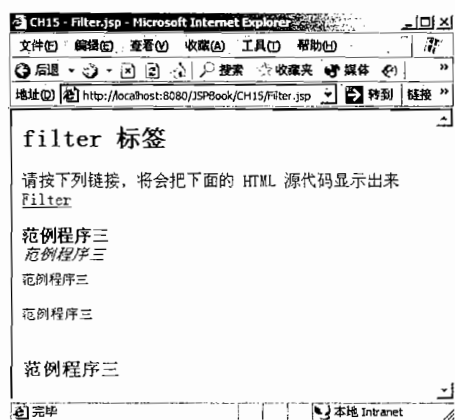 CH15 - Filter.jsp - Microsoft Internet Explorer
文件(F) 编辑(E) 查看(V) 收藏(A) 工具(T) 帮助(H)
后退 搜索 收藏夹 媒体 »
地址(D) http://localhost:8080/JSPBook/CH15/Filter.jsp 转到 链接 »
filter 标签
请按下列链接，将会把下面的 HTML 源代码显示出来
Filter
范例程序三
范例程序三
范例程序三
范例程序三
范例程序三
完毕 本地 Intranet